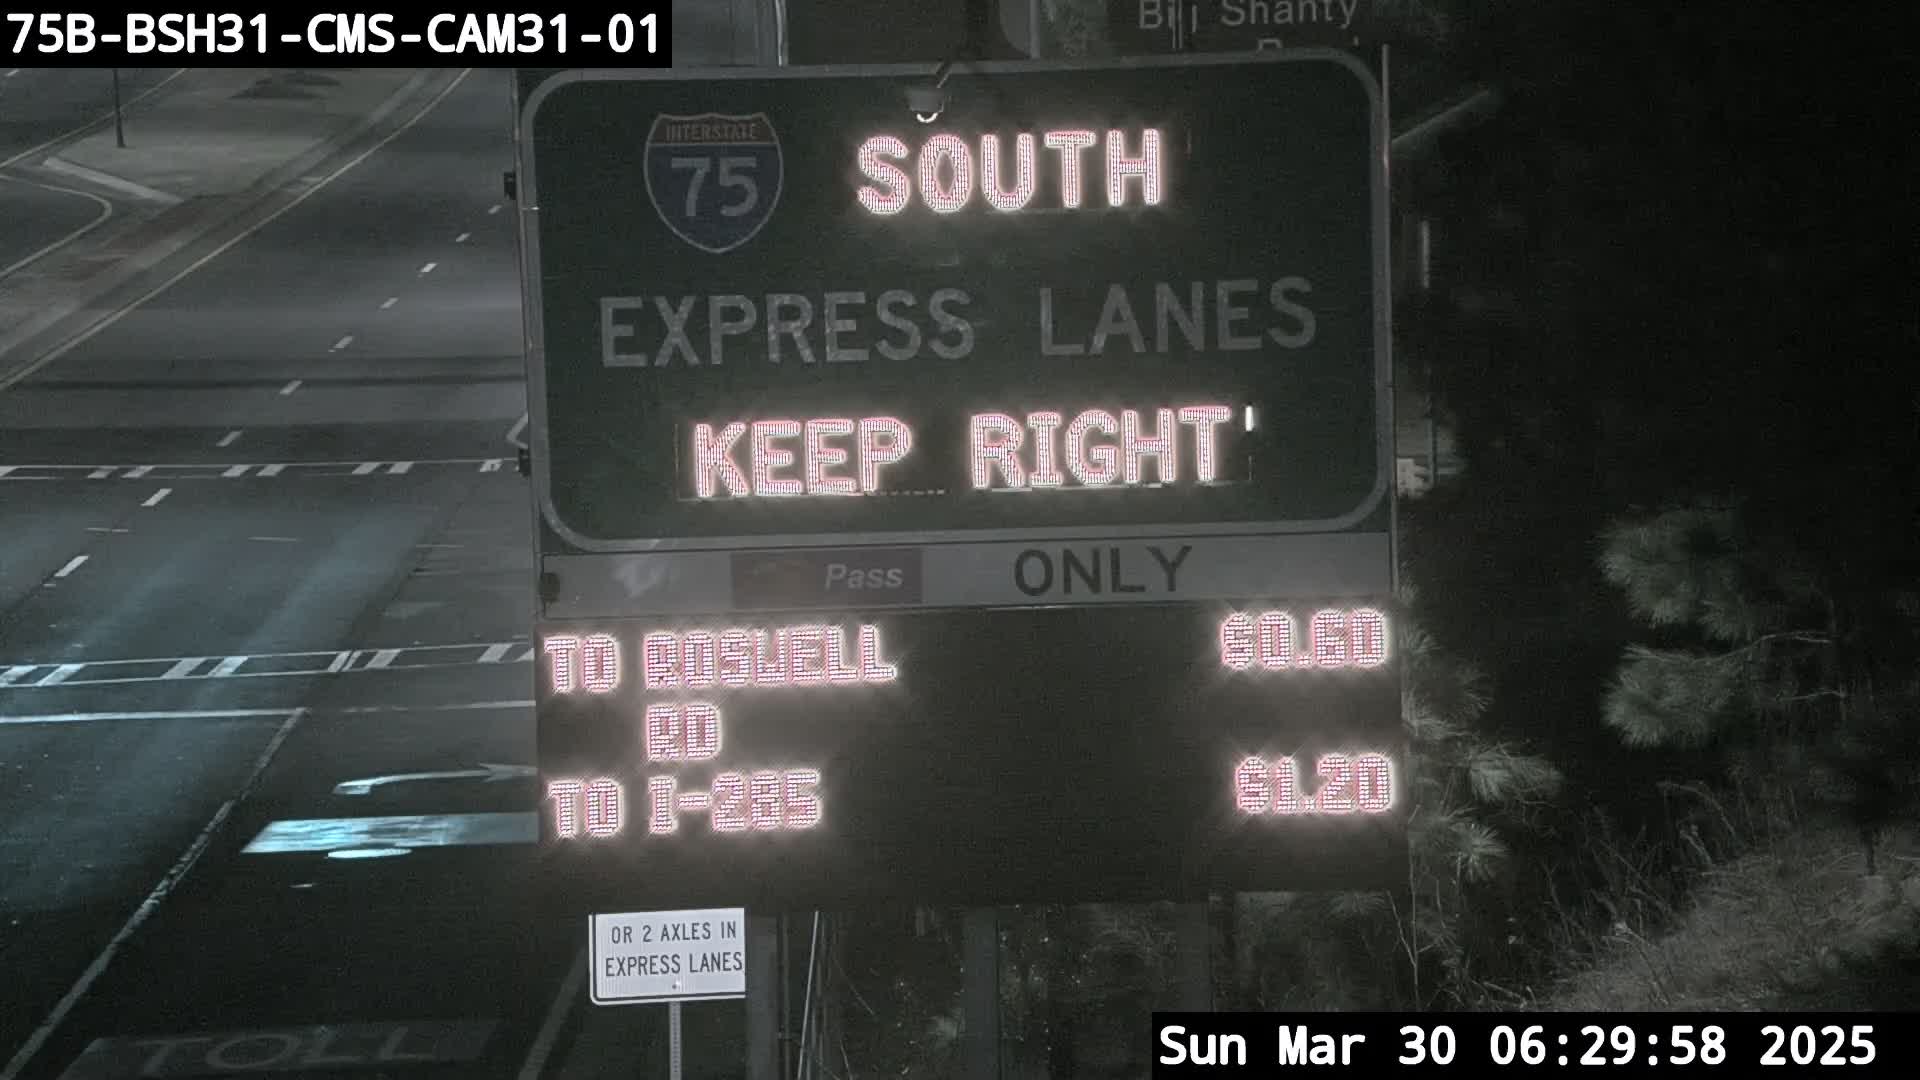 75B-BSH31-CMS-CAM31-01
Bill Shanty
INTERSTATE
75
SOUTH
EXPRESS LANES
KEEP RIGHT
Pass ONLY
TO ROSWELL $0.60
RD
TO I-285 $1.20
OR 2 AXLES IN
EXPRESS LANES
TOLL
Sun Mar 30 06:29:58 2025